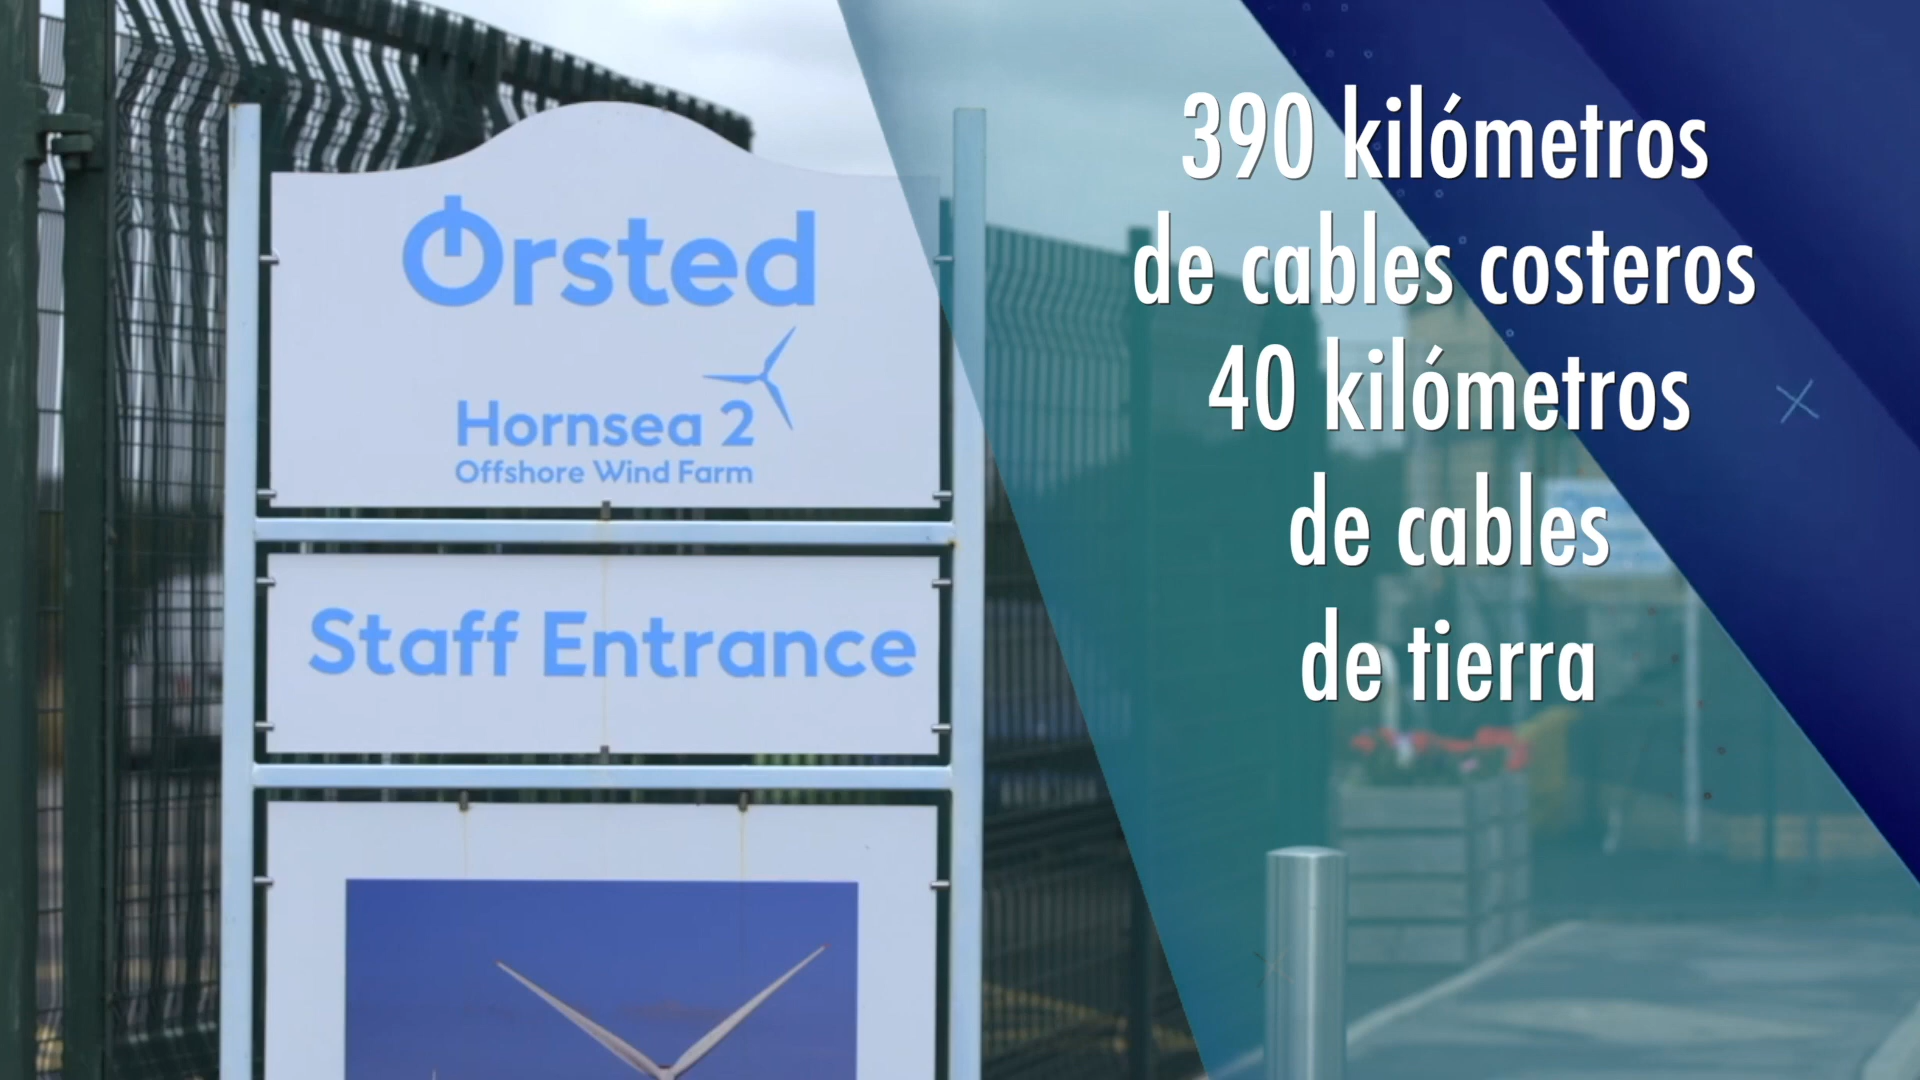 Ørsted
Hornsea 2
Offshore Wind Farm
Staff Entrance
390 kilómetros
de cables costeros
40 kilómetros
de cables
de tierra